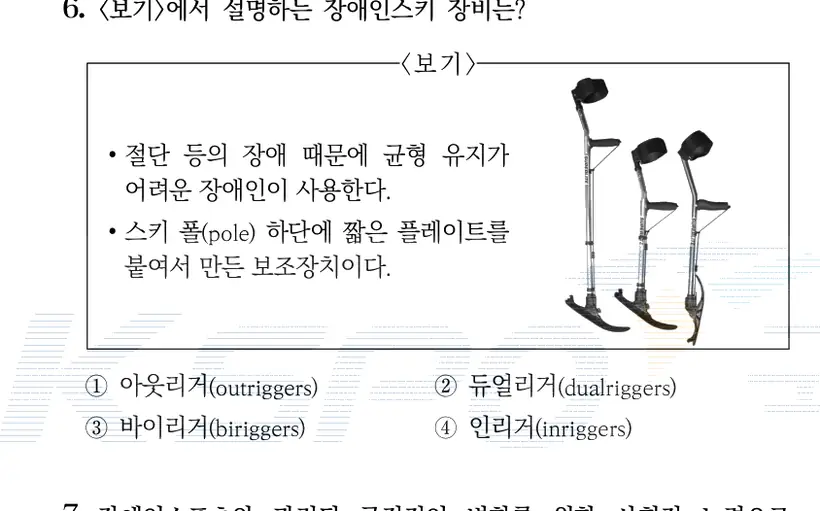 6. 〈보기〉에서 설명하는 장애인스키 장비는?
〈보기〉
• 절단 등의 장애 때문에 균형 유지가
어려운 장애인이 사용한다.
• 스키 폴(pole) 하단에 짧은 플레이트를
붙여서 만든 보조장치이다.
① 아웃리거(outriggers) ② 듀얼리거(dualriggers)
③ 바이리거(biriggers) ④ 인리거(inriggers)